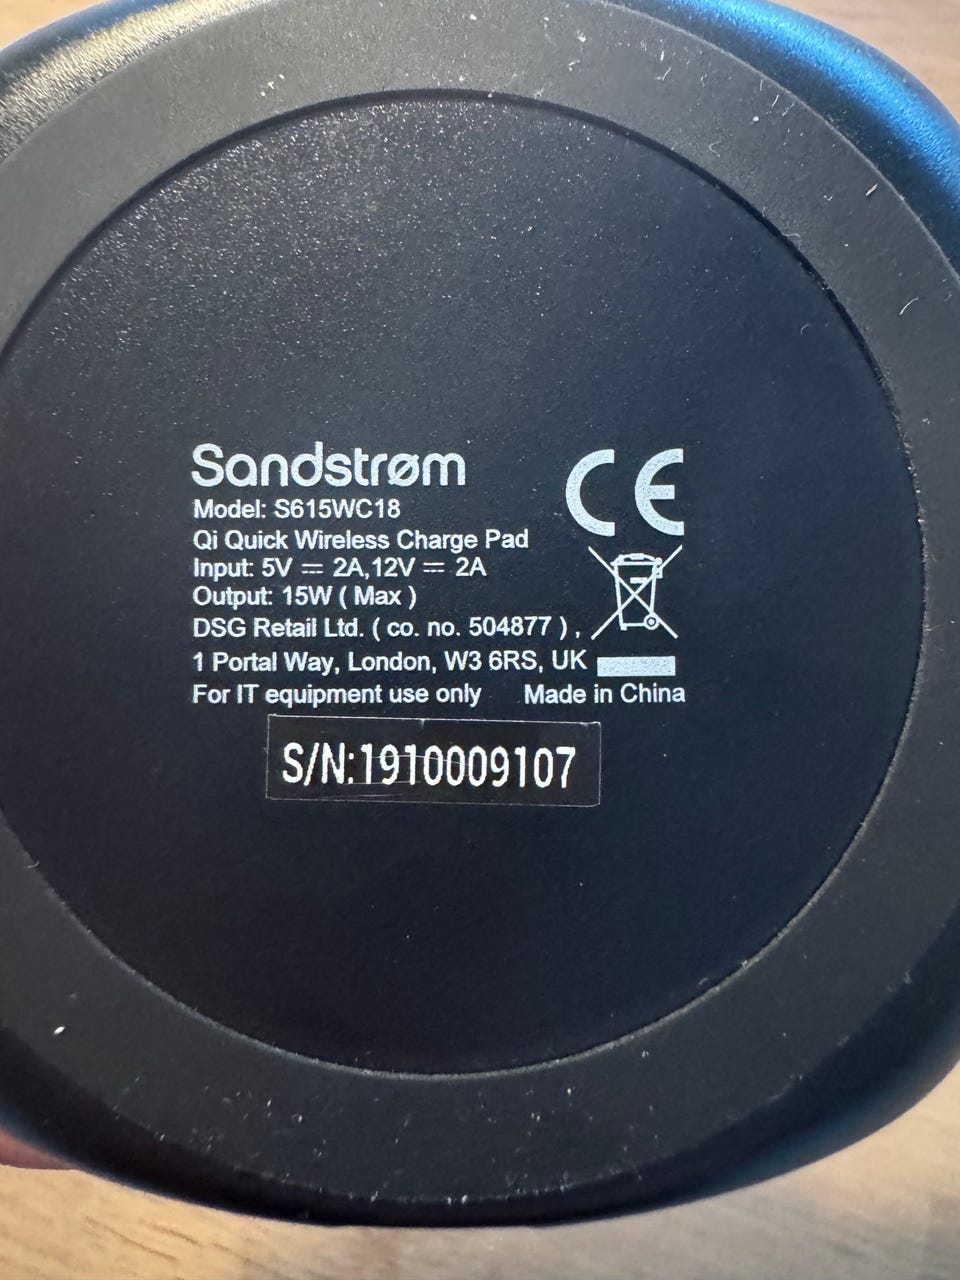 Sandstrøm
CE
Model: S615WC18
Qi Quick Wireless Charge Pad
Input: 5V ⎓ 2A,12V ⎓ 2A
Output: 15W ( Max )
DSG Retail Ltd. ( co. no. 504877 ) ,
1 Portal Way, London, W3 6RS, UK
For IT equipment use only Made in China
S/N:1910009107